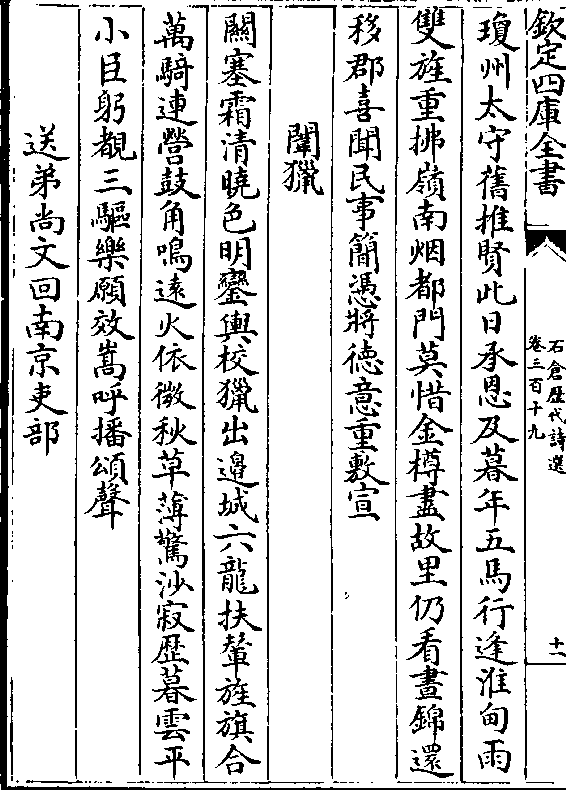 欽定四庫全書
石倉歴代詩選
卷三百十九
十一
瓊州太守舊推賢此日承恩及暮年五馬行逢淮甸雨
雙旌重拂嶺南烟都門莫惜金樽盡故里仍看晝錦還
移郡喜聞民事簡憑將徳意重敷宣
闈獵
闗塞霜清曉色明鑾輿校獵出邉城六龍扶輦旌旗合
萬騎連營鼓角鳴遠火依微秋草薄驚沙寂歴暮雲平
小臣躬覩三驅樂願效嵩呼播頌聲
送弟尚文回南京吏部